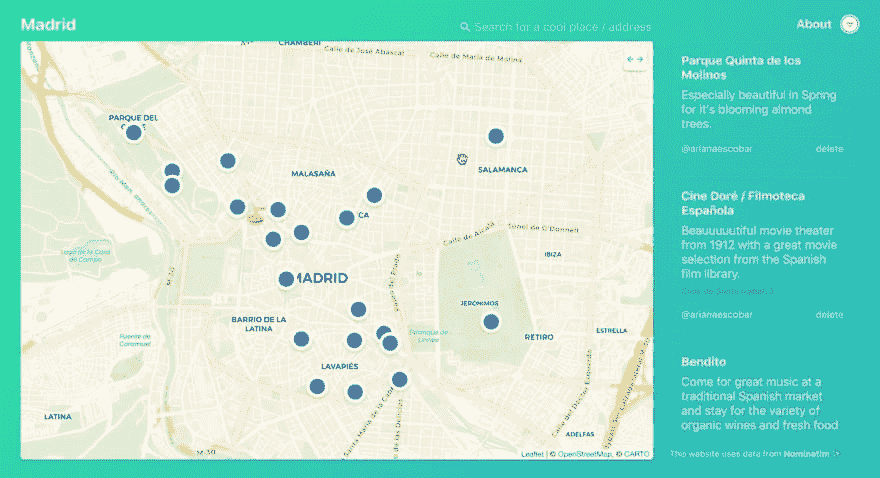 Madrid
Search for a cool place / address
About
CHAMBERÍ
Calle de José Abascal
Calle de María de Molina
PARQUE DEL
MALASAÑA
SALAMANCA
CA
Calle de Alcalá
Túnel de O'Donnell
IBIZA
M-30
MADRID
JERÓNIMOS
BARRIO DE LA
LATINA
RETIRO
ESTRELLA
LAVAPIÉS
LATINA
ADELFAS
M-30
Leaflet | © OpenStreetMap, © CARTO
Parque Quinta de los
Molinos
Especially beautiful in Spring
for it's blooming almond
trees.
@arianaescobar
delete
Cine Doré / Filmoteca
Española
Beauuuuutiful movie theater
from 1912 with a great movie
selection from the Spanish
film library.
@arianaescobar
delete
Bendito
Come for great music at a
traditional Spanish market
and stay for the variety of
organic wines and fresh food
This website uses data from Nominatim